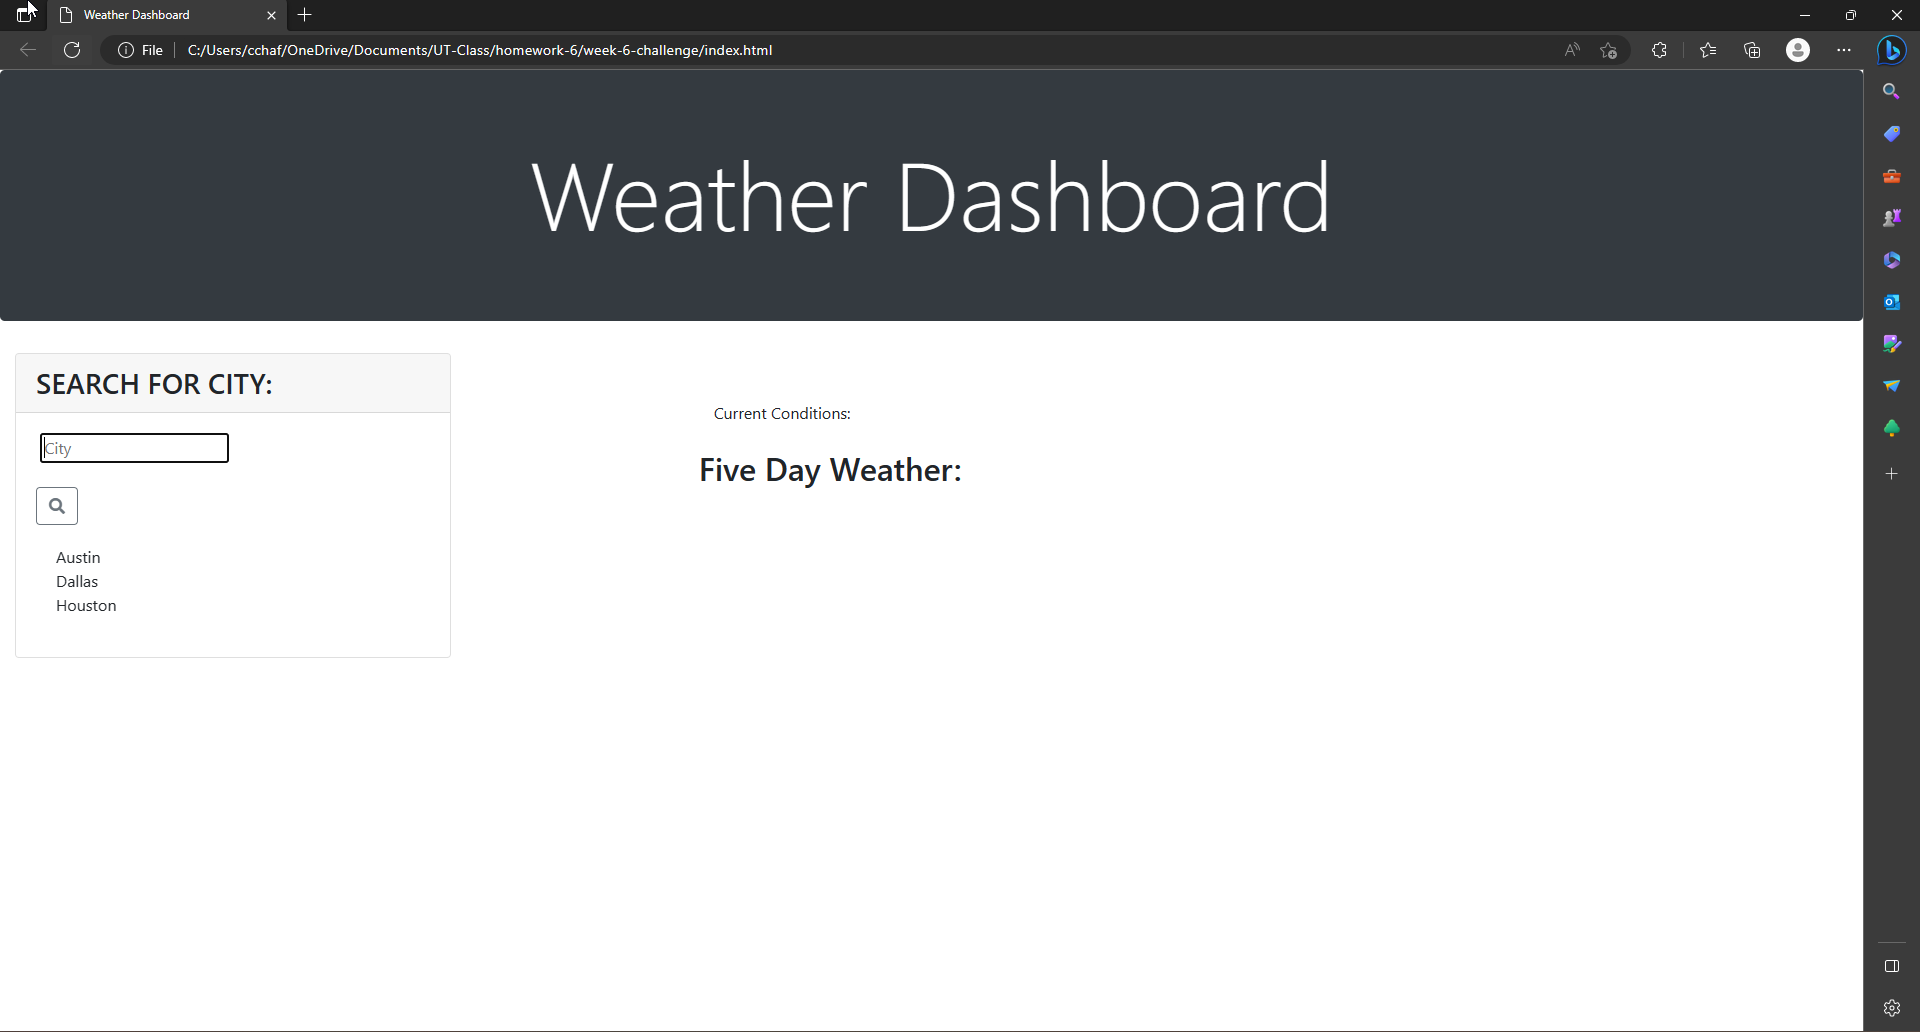 Weather Dashboard
File
C:/Users/cchaf/OneDrive/Documents/UT-Class/homework-6/week-6-challenge/index.html
Weather Dashboard
SEARCH FOR CITY:
City
Austin
Dallas
Houston
Current Conditions:
Five Day Weather: